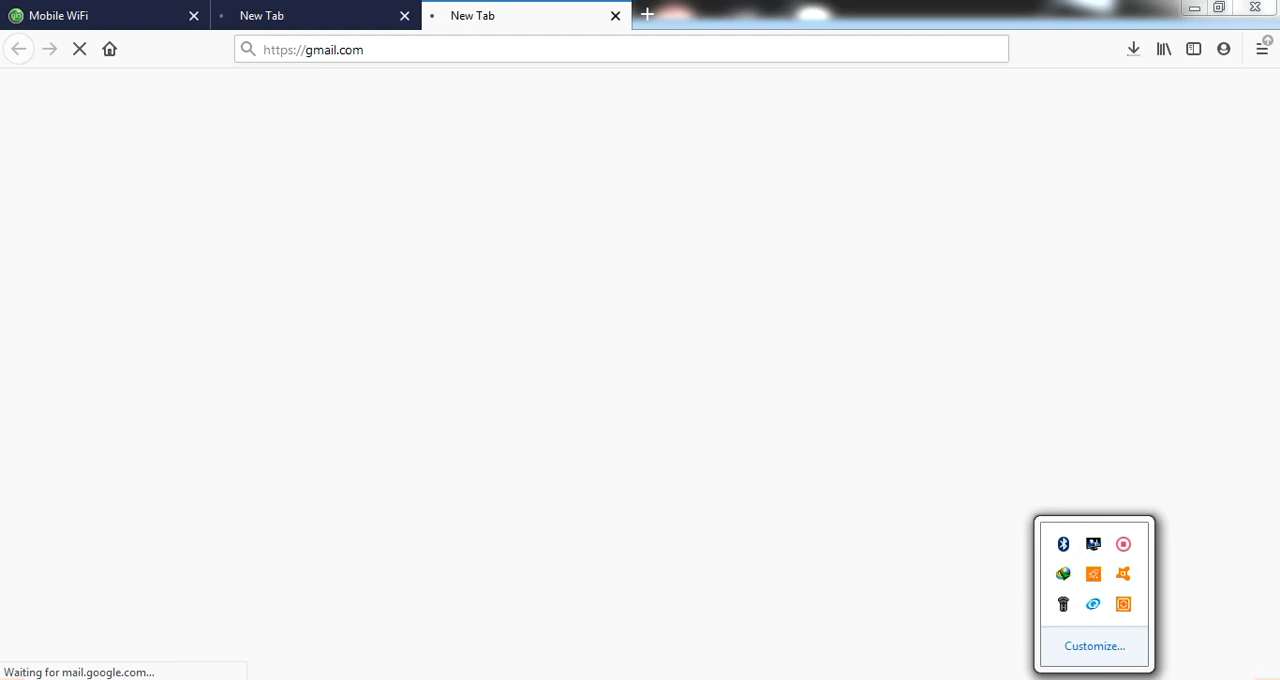 Mobile WiFi
New Tab
New Tab
https://gmail.com
Customize...
Waiting for mail.google.com...